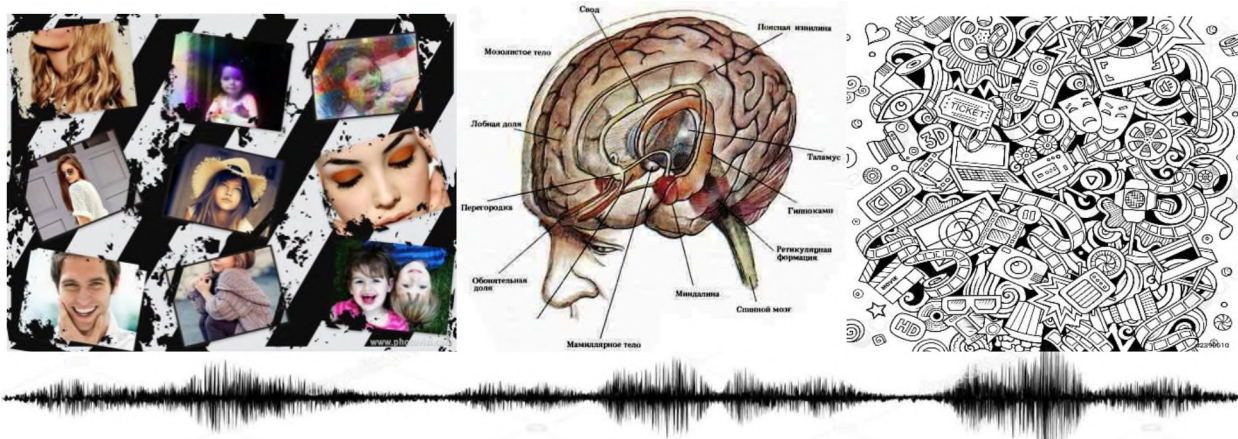 Свод
Поясная извилина
Мозолистое тело
Лобная доля
Таламус
Перегородка
Гиппокамп
Ретикулярная
формация
Обонятельная
доля
Миндалина
Спинной мозг
Мамиллярное тело
TICKET
3D
MOVIE
HD